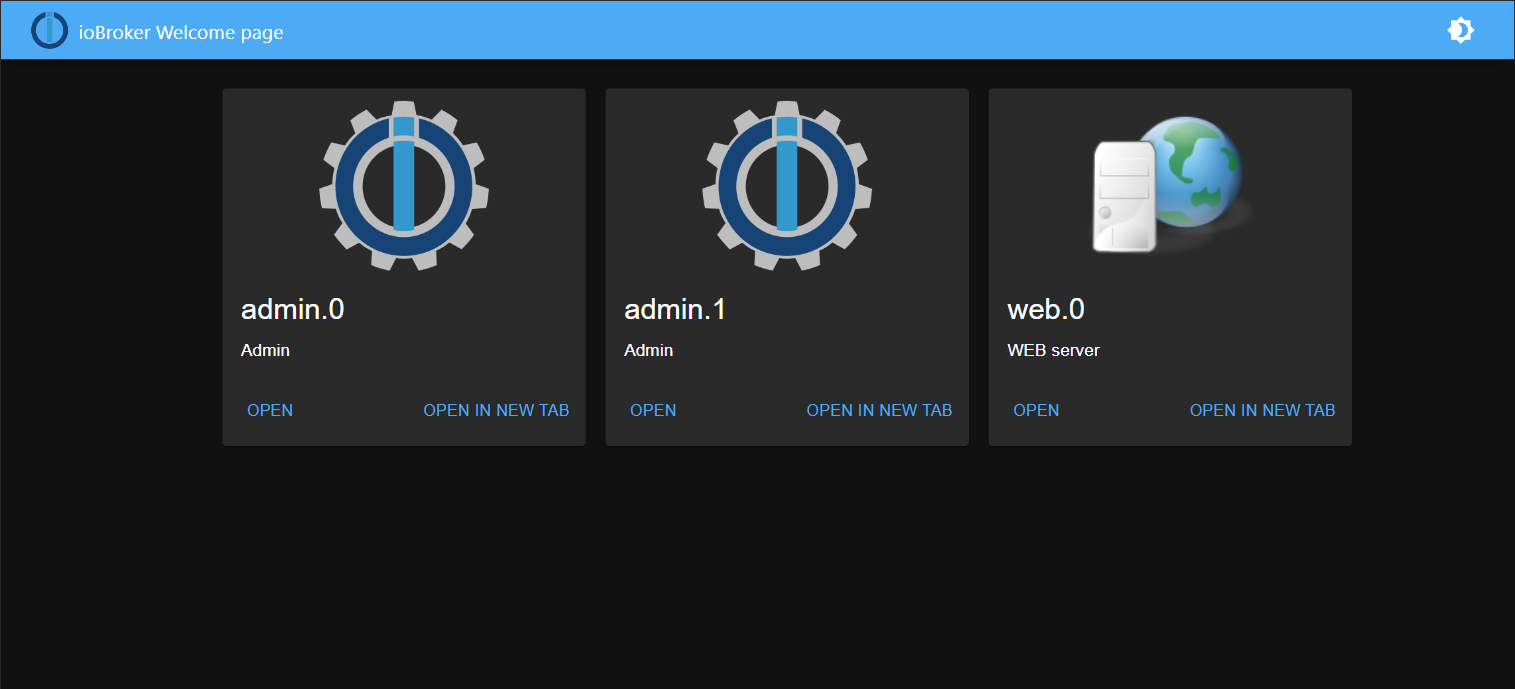 ioBroker Welcome page
admin.0
Admin
OPEN OPEN IN NEW TAB
admin.1
Admin
OPEN OPEN IN NEW TAB
web.0
WEB server
OPEN OPEN IN NEW TAB